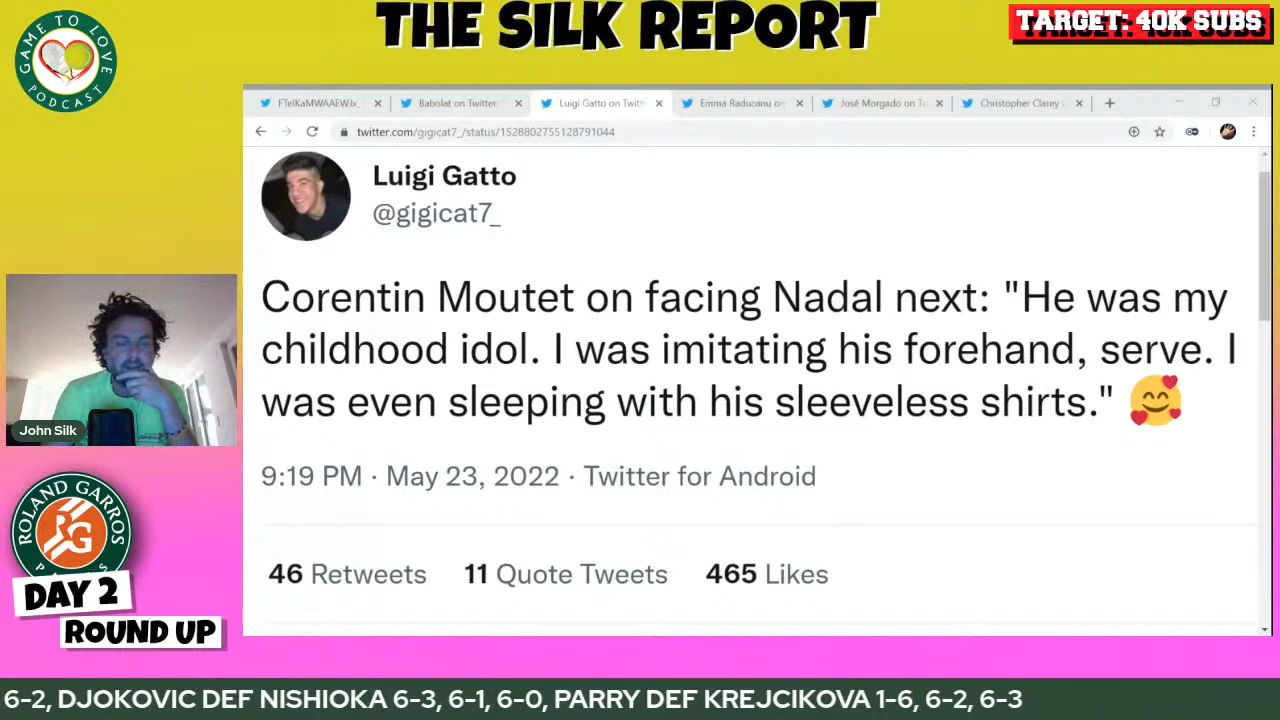 THE SILK REPORT
TARGET: 40K SUBS
GAME TO LOVE
PODCAST
FTelKaMWAAEWJx_
Babolat on Twitter:
Luigi Gatto on Twitt
Emma Raducanu on
José Morgado on Tw
Christopher Clarey
twitter.com/gigicat7_/status/1528802755128791044
Luigi Gatto
@gigicat7_
Corentin Moutet on facing Nadal next: "He was my
childhood idol. I was imitating his forehand, serve. I
was even sleeping with his sleeveless shirts." 🥰
9:19 PM · May 23, 2022 · Twitter for Android
46 Retweets 11 Quote Tweets 465 Likes
John Silk
ROLAND GARROS
RG
DAY 2
ROUND UP
6-2, DJOKOVIC DEF NISHIOKA 6-3, 6-1, 6-0, PARRY DEF KREJCIKOVA 1-6, 6-2, 6-3